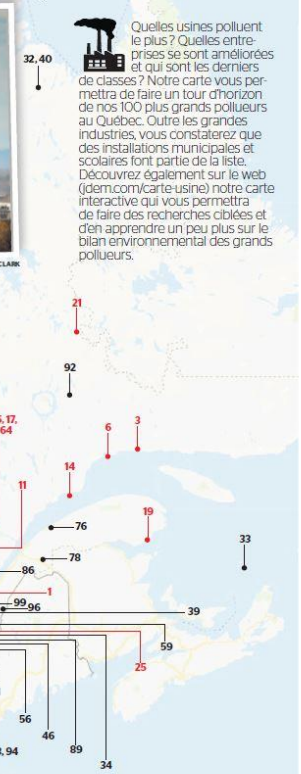 Quelles usines polluent
le plus? Quelles entre-
prises se sont améliorées
et qui sont les derniers
de classes? Notre carte vous per-
mettra de faire un tour d'horizon
de nos 100 plus grands pollueurs
au Québec. Outre les grandes
industries, vous constaterez que
des installations municipales et
scolaires font partie de la liste.
Découvrez également sur le web
(jdem.com/carte-usine) notre carte
interactive qui vous permettra
de faire des recherches ciblées et
d'en apprendre un peu plus sur le
bilan environnemental des grands
pollueurs.
32, 40
CLARK
21
92
17,
64
6
3
14
11
19
76
33
78
86
1
99
96
39
59
25
56
46
89
94
34